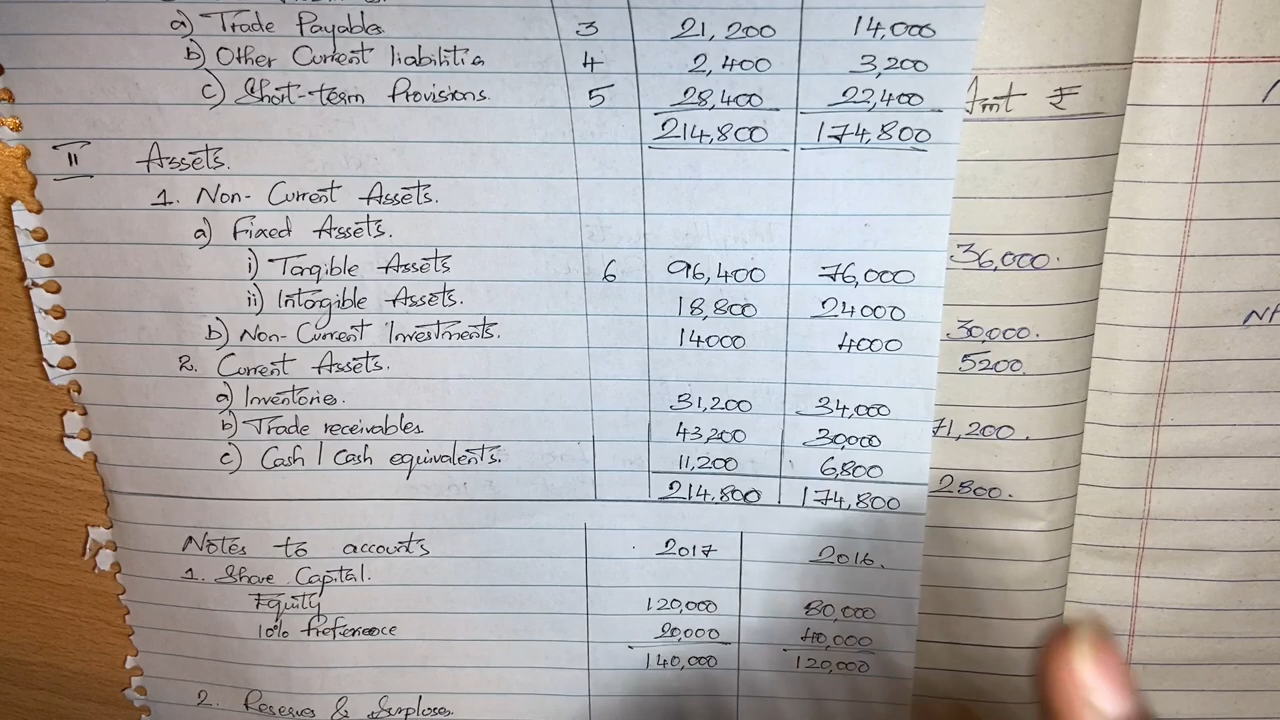 a) Trade Payables 3 21,200 14,000
b) Other Current liabilities 4 2,400 3,200
c) Short-term Provisions. 5 28,400 22,400
214,800 174,800
Amt ₹
II Assets.
1. Non-Current Assets.
a) Fixed Assets.
i) Tangible Assets 6 96,400 76,000
36,000.
ii) Intangible Assets. 18,800 24000
b) Non-Current Investments. 14000 4000
30,000.
2. Current Assets.
5200.
a) Inventories. 31,200 34,000
b) Trade receivables 43,200 30,000
71,200.
c) Cash / Cash equivalents. 11,200 6,800
214,800 174,800
2800.
Notes to accounts 2017 2016.
1. Share Capital.
Equity 120,000 80,000
10% Preference 20,000 40,000
140,000 120,000
2. Reserves & Surpluses.